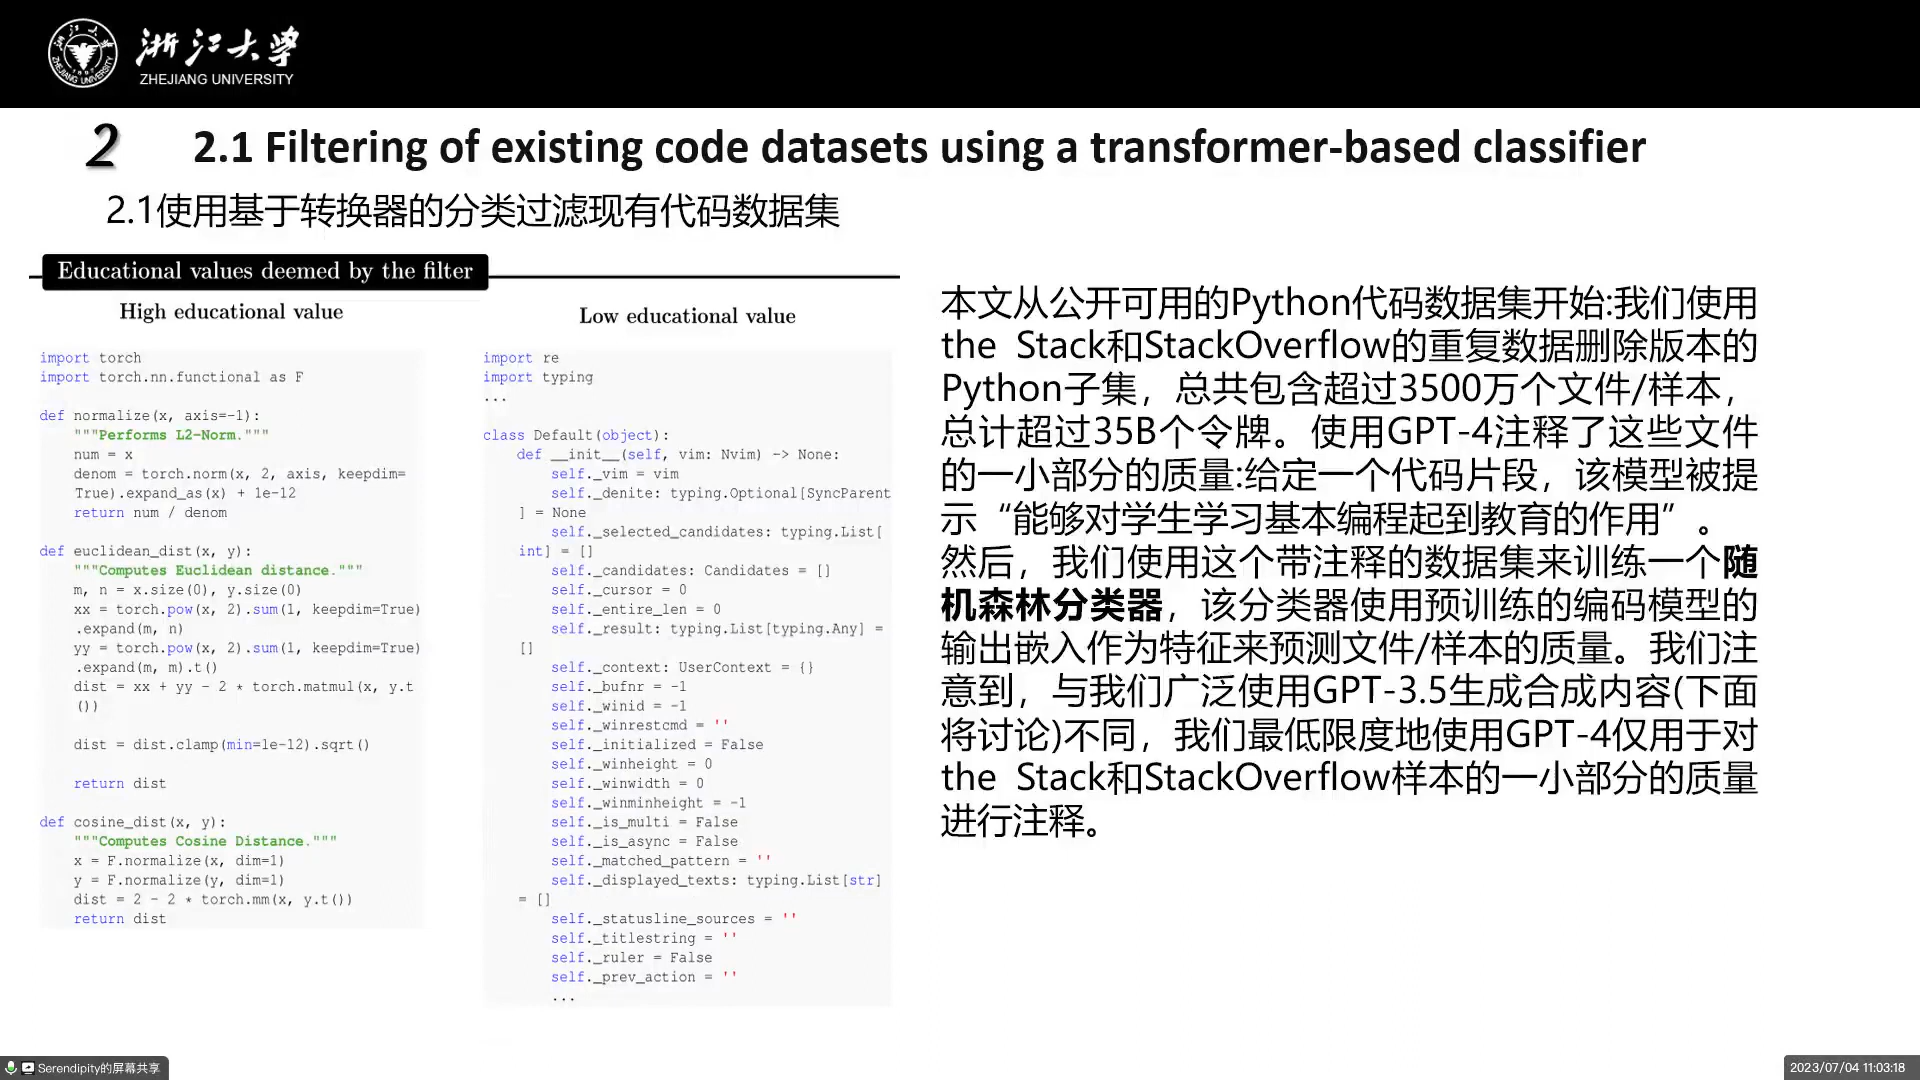 浙江大学
ZHEJIANG UNIVERSITY
2
2.1 Filtering of existing code datasets using a transformer-based classifier
2.1使用基于转换器的分类过滤现有代码数据集
Educational values deemed by the filter
High educational value
import torch
import torch.nn.functional as F
def normalize(x, axis=-1):
"""Performs L2-Norm."""
num = x
denom = torch.norm(x, 2, axis, keepdim=
True).expand_as(x) + 1e-12
return num / denom
def euclidean_dist(x, y):
"""Computes Euclidean distance."""
m, n = x.size(0), y.size(0)
xx = torch.pow(x, 2).sum(1, keepdim=True)
.expand(m, n)
yy = torch.pow(x, 2).sum(1, keepdim=True)
.expand(m, m).t()
dist = xx + yy - 2 * torch.matmul(x, y.t
())
dist = dist.clamp(min=1e-12).sqrt()
return dist
def cosine_dist(x, y):
"""Computes Cosine Distance."""
x = F.normalize(x, dim=1)
y = F.normalize(y, dim=1)
dist = 2 - 2 * torch.mm(x, y.t())
return dist
Low educational value
import re
import typing
...
class Default(object):
def __init__(self, vim: Nvim) -> None:
self._vim = vim
self._denite: typing.Optional[SyncParent
] = None
self._selected_candidates: typing.List[
int] = []
self._candidates: Candidates = []
self._cursor = 0
self._entire_len = 0
self._result: typing.List[typing.Any] =
[]
self._context: UserContext = {}
self._bufnr = -1
self._winid = -1
self._winrestcmd = ''
self._initialized = False
self._winheight = 0
self._winwidth = 0
self._winminheight = -1
self._is_multi = False
self._is_async = False
self._matched_pattern = ''
self._displayed_texts: typing.List[str]
= []
self._statusline_sources = ''
self._titlestring = ''
self._ruler = False
self._prev_action = ''
...
本文从公开可用的Python代码数据集开始:我们使用
the Stack和StackOverflow的重复数据删除版本的
Python子集，总共包含超过3500万个文件/样本，
总计超过35B个令牌。使用GPT-4注释了这些文件
的一小部分的质量:给定一个代码片段，该模型被提
示“能够对学生学习基本编程起到教育的作用”。
然后，我们使用这个带注释的数据集来训练一个随
机森林分类器，该分类器使用预训练的编码模型的
输出嵌入作为特征来预测文件/样本的质量。我们注
意到，与我们广泛使用GPT-3.5生成合成内容(下面
将讨论)不同，我们最低限度地使用GPT-4仅用于对
the Stack和StackOverflow样本的一小部分的质量
进行注释。
Serendipity的屏幕共享
2023/07/04 11:03:18